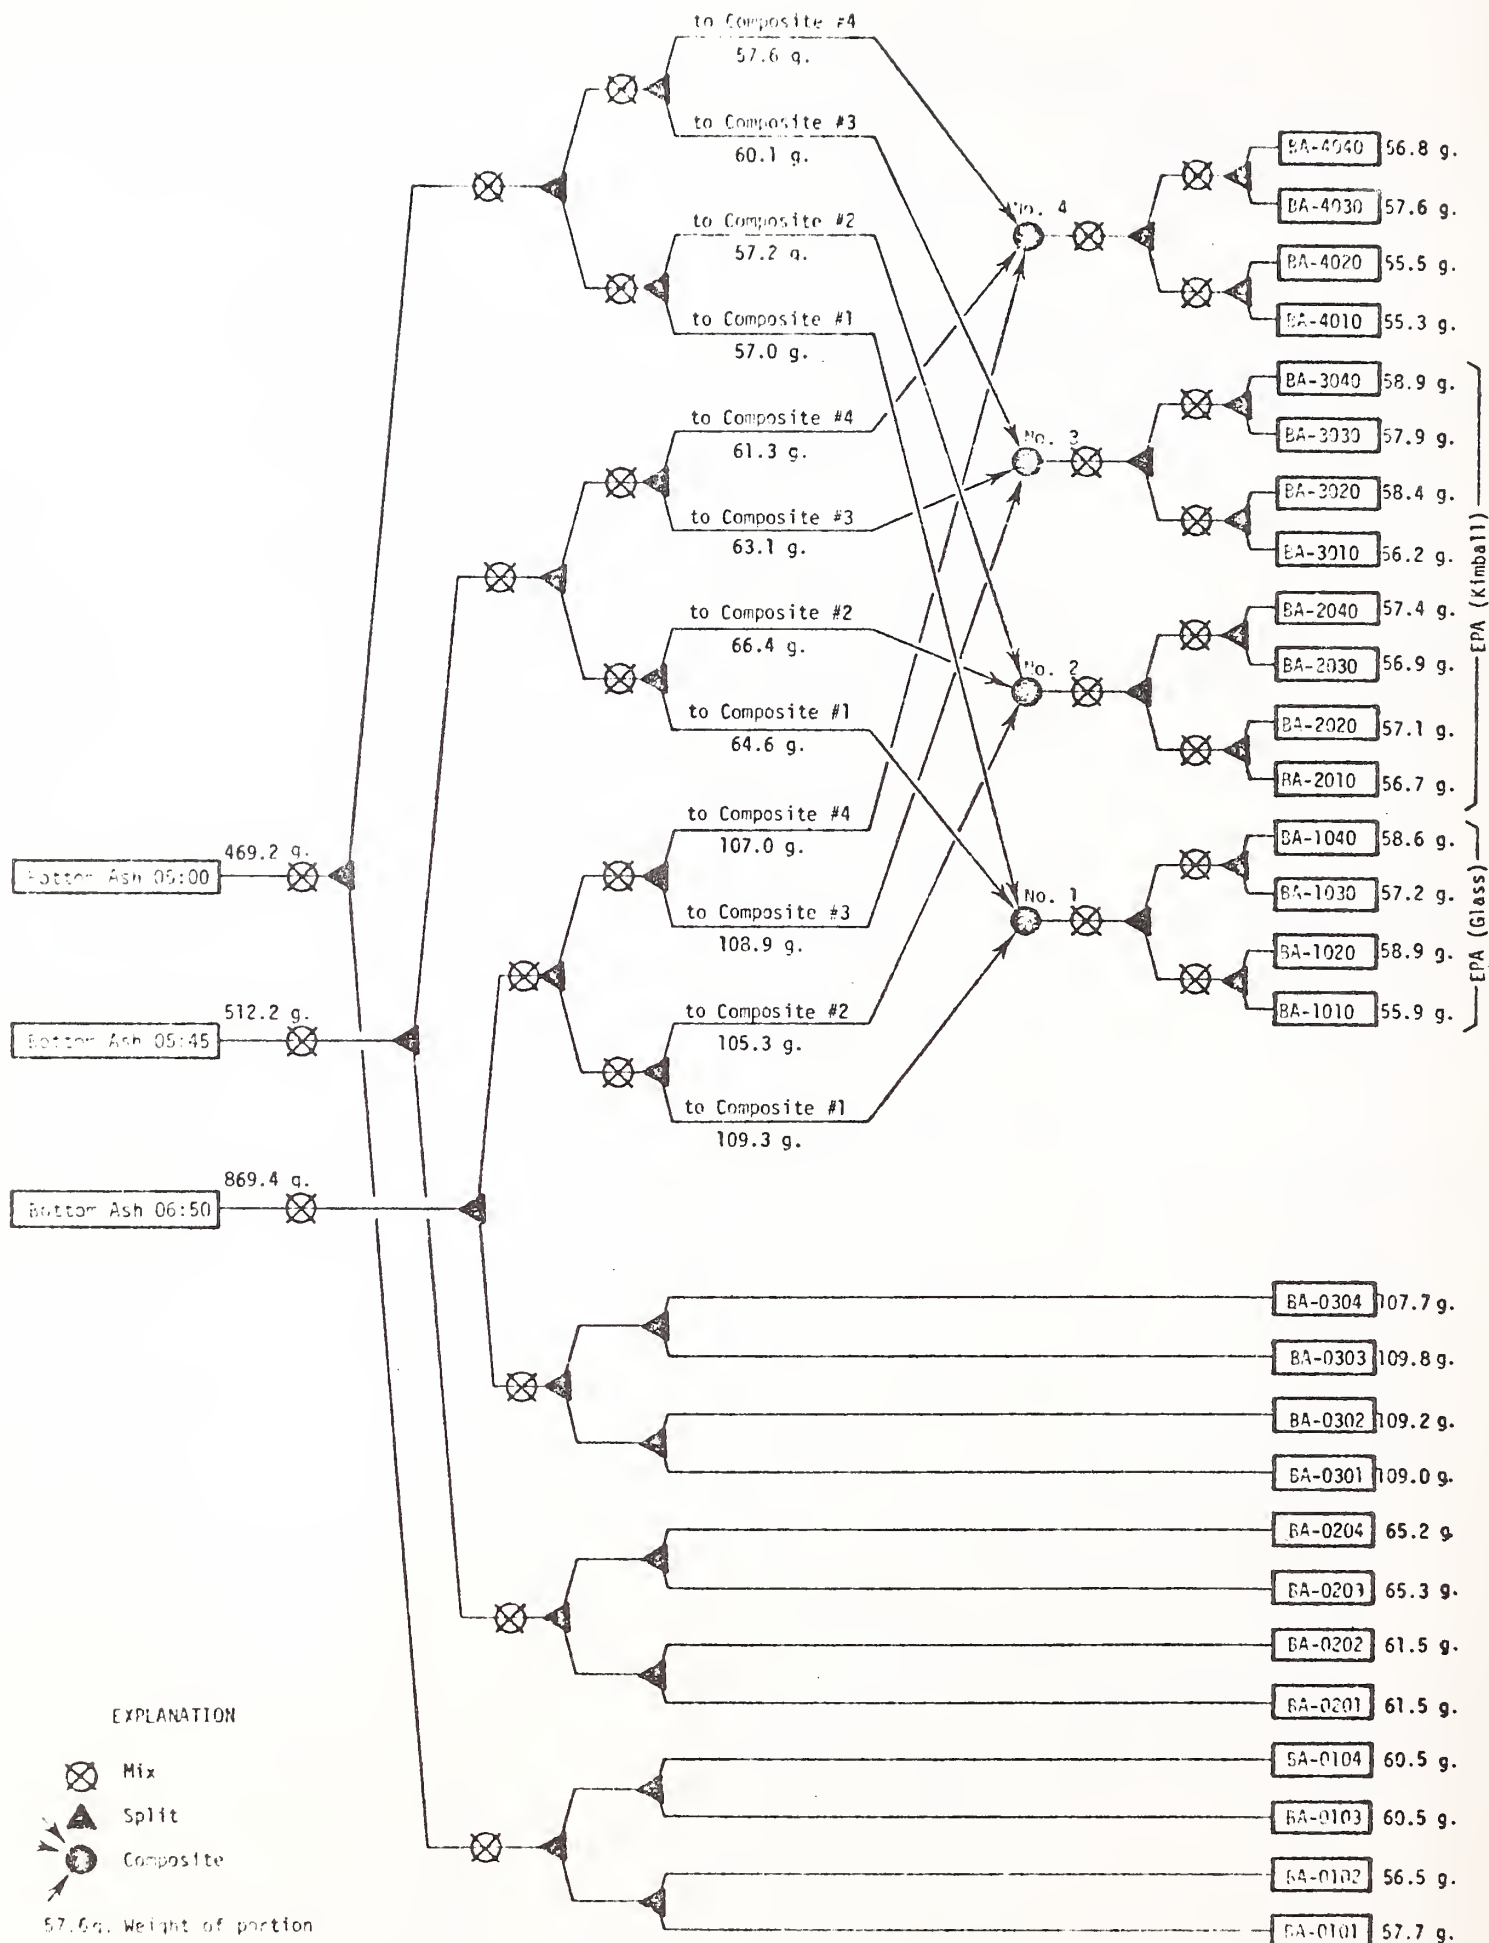 to Composite #4
57.6 g.
to Composite #3
60.1 g.
to Composite #2
57.2 g.
to Composite #1
57.0 g.
to Composite #4
61.3 g.
to Composite #3
63.1 g.
to Composite #2
66.4 g.
to Composite #1
64.6 g.
to Composite #4
107.0 g.
to Composite #3
108.9 g.
to Composite #2
105.3 g.
to Composite #1
109.3 g.
No. 4
No. 3
No. 2
No. 1
BA-4040 56.8 g.
BA-4030 57.6 g.
BA-4020 55.5 g.
BA-4010 55.3 g.
BA-3040 58.9 g.
BA-3030 57.9 g.
BA-3020 58.4 g.
BA-3010 56.2 g.
BA-2040 57.4 g.
BA-2030 56.9 g.
BA-2020 57.1 g.
BA-2010 56.7 g.
EPA (Kimball)
BA-1040 58.6 g.
BA-1030 57.2 g.
BA-1020 58.9 g.
BA-1010 55.9 g.
EPA (Glass)
469.2 g.
Bottom Ash 05:00
512.2 g.
Bottom Ash 05:45
869.4 g.
Bottom Ash 06:50
BA-0304 107.7 g.
BA-0303 109.8 g.
BA-0302 109.2 g.
BA-0301 109.0 g.
BA-0204 65.2 g.
BA-0203 65.3 g.
BA-0202 61.5 g.
BA-0201 61.5 g.
BA-0104 60.5 g.
BA-0103 60.5 g.
BA-0102 56.5 g.
BA-0101 57.7 g.
EXPLANATION
Mix
Split
Composite
57.6g. Weight of portion